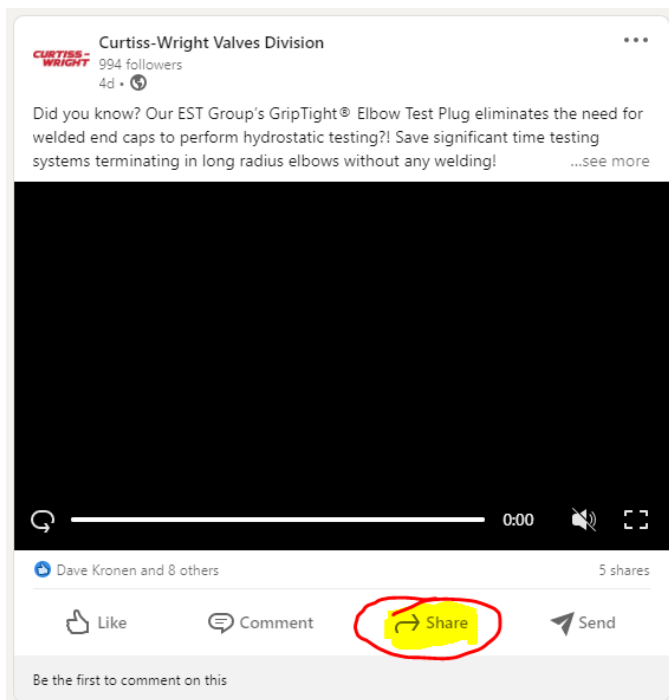 CURTISS-
WRIGHT
Curtiss-Wright Valves Division
994 followers
4d •
Did you know? Our EST Group's GripTight® Elbow Test Plug eliminates the need for
welded end caps to perform hydrostatic testing?! Save significant time testing
systems terminating in long radius elbows without any welding! ...see more
0:00
Dave Kronen and 8 others 5 shares
Like Comment Share Send
Be the first to comment on this